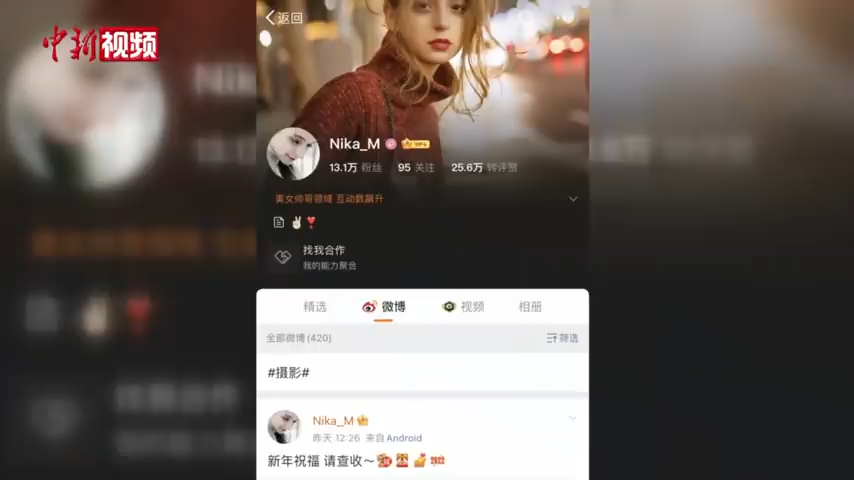 中新视频
返回
Nika_M
13.1万 粉丝 95 关注 25.6万 转评赞
美女帅哥领域 互动数飙升
找我合作
我的能力聚合
精选 微博 视频 相册
全部微博(420) 筛选
#摄影#
Nika_M
昨天 12:26 来自 Android
新年祝福 请查收～